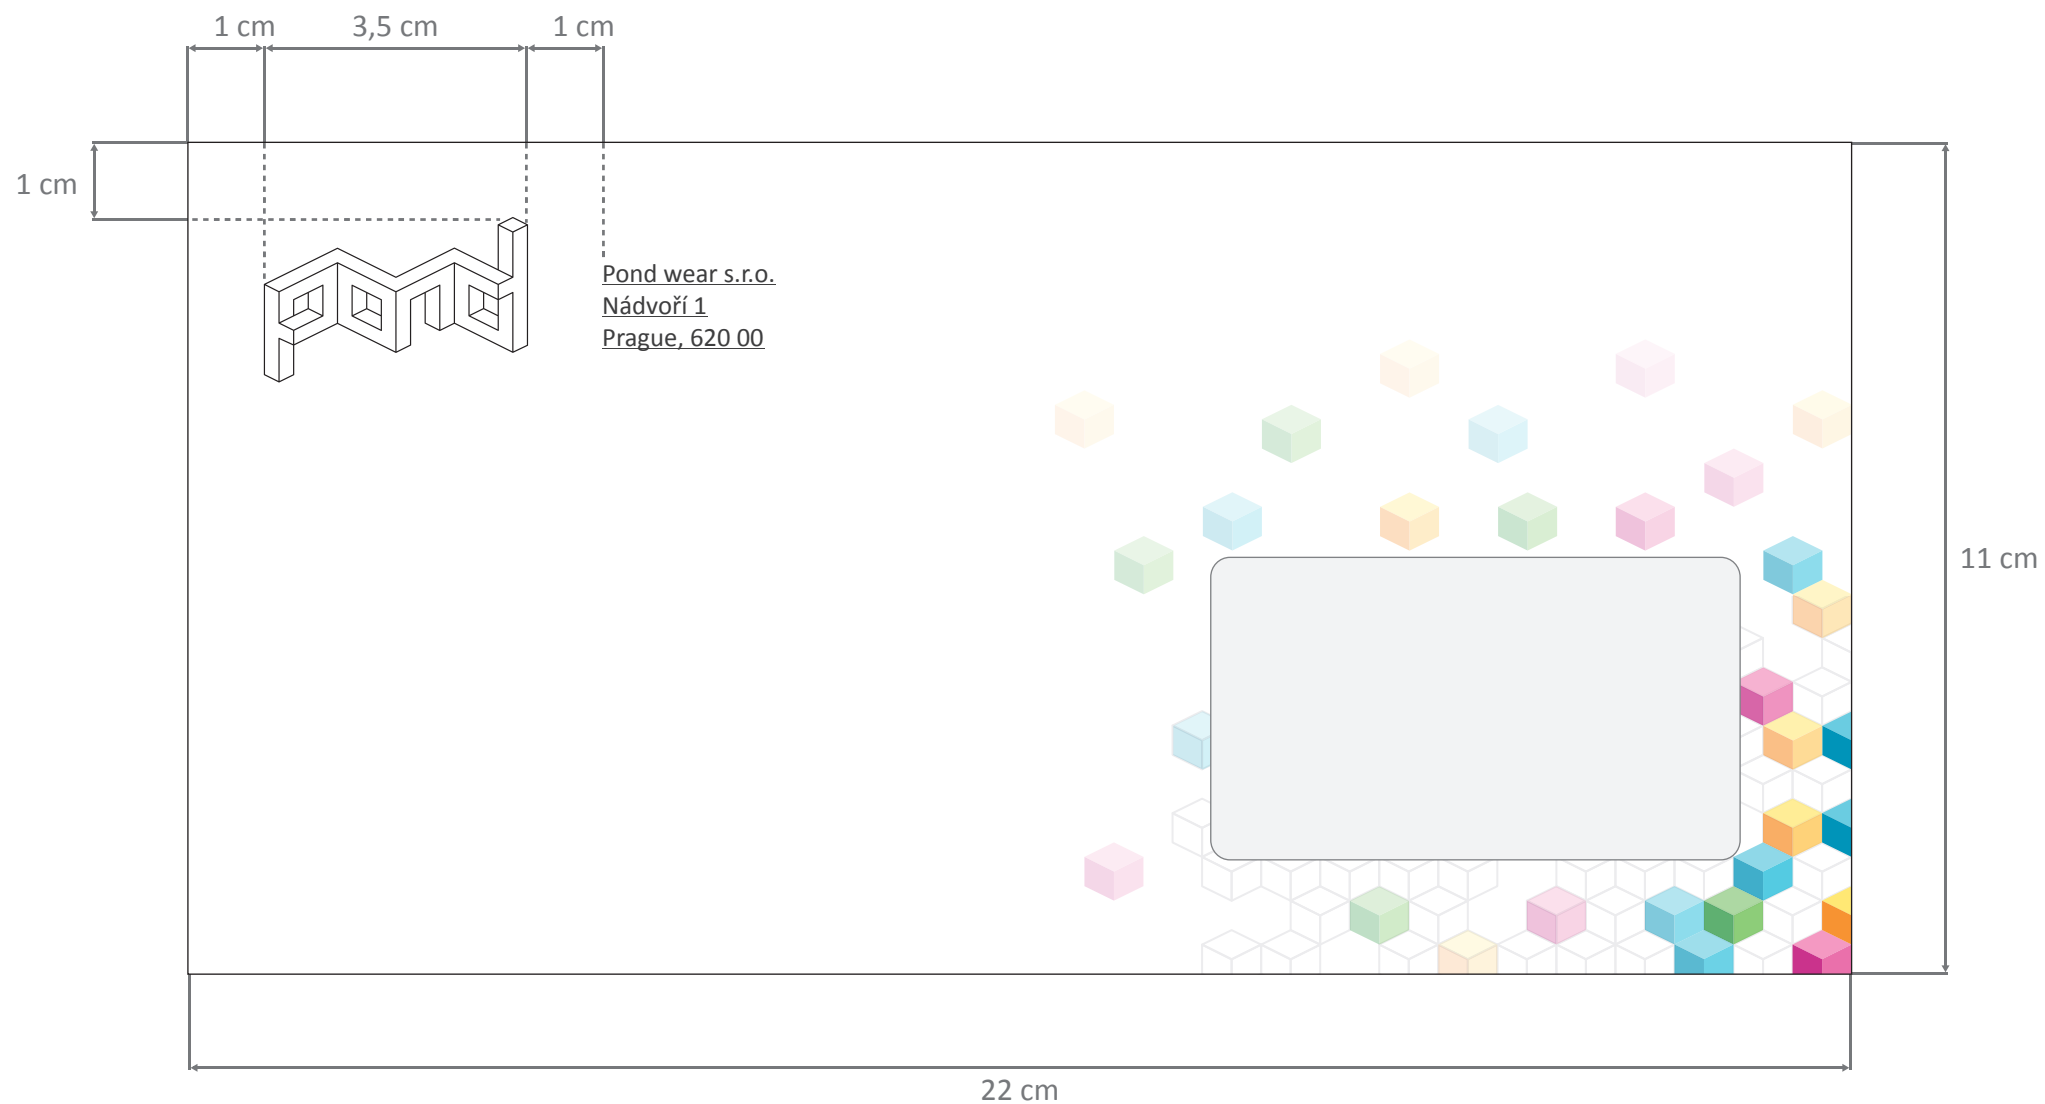 1 cm
3,5 cm
1 cm
1 cm
pond
Pond wear s.r.o.
Nádvoří 1
Prague, 620 00
11 cm
22 cm